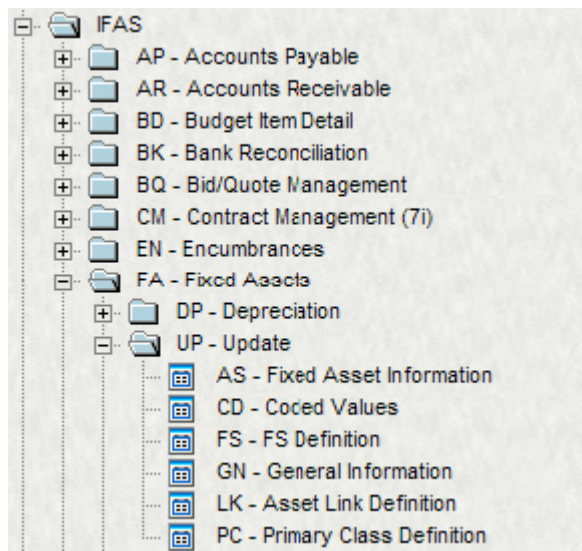 IFAS
AP - Accounts Payable
AR - Accounts Receivable
BD - Budget Item Detail
BK - Bank Reconciliation
BQ - Bid/Quote Management
CM - Contract Management (7i)
EN - Encumbrances
FA - Fixed Assets
DP - Depreciation
UP - Update
AS - Fixed Asset Information
CD - Coded Values
FS - FS Definition
GN - General Information
LK - Asset Link Definition
PC - Primary Class Definition